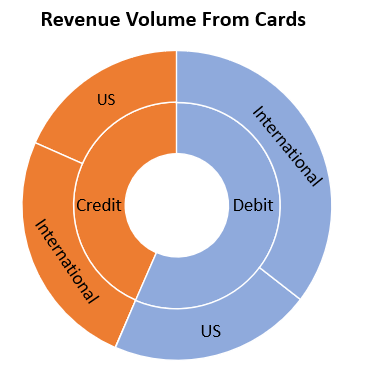 Revenue Volume From Cards
US
International
Credit
Debit
International
US